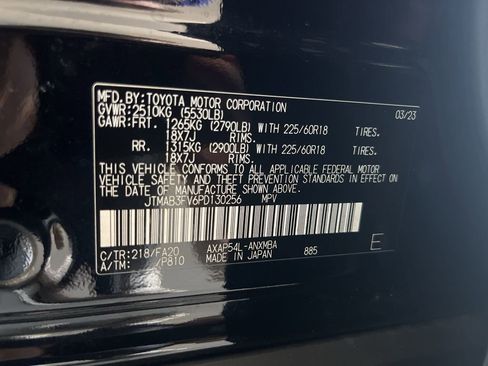 MFD. BY: TOYOTA MOTOR CORPORATION 03/23
GVWR: 2510KG (5530LB)
GAWR: FRT. 1265KG (2790LB) WITH 225/60R18 TIRES.
18X7J RIMS.
RR. 1315KG (2900LB) WITH 225/60R18 TIRES.
18X7J RIMS.
THIS VEHICLE CONFORMS TO ALL APPLICABLE FEDERAL MOTOR
VEHICLE SAFETY AND THEFT PREVENTION STANDARDS IN EFFECT ON
THE DATE OF MANUFACTURE SHOWN ABOVE.
JTMAB3FV6PD130256 MPV
C/TR: 218/FA20 AXAP54L-ANXMBA
A/TM: /P810 MADE IN JAPAN 885
E